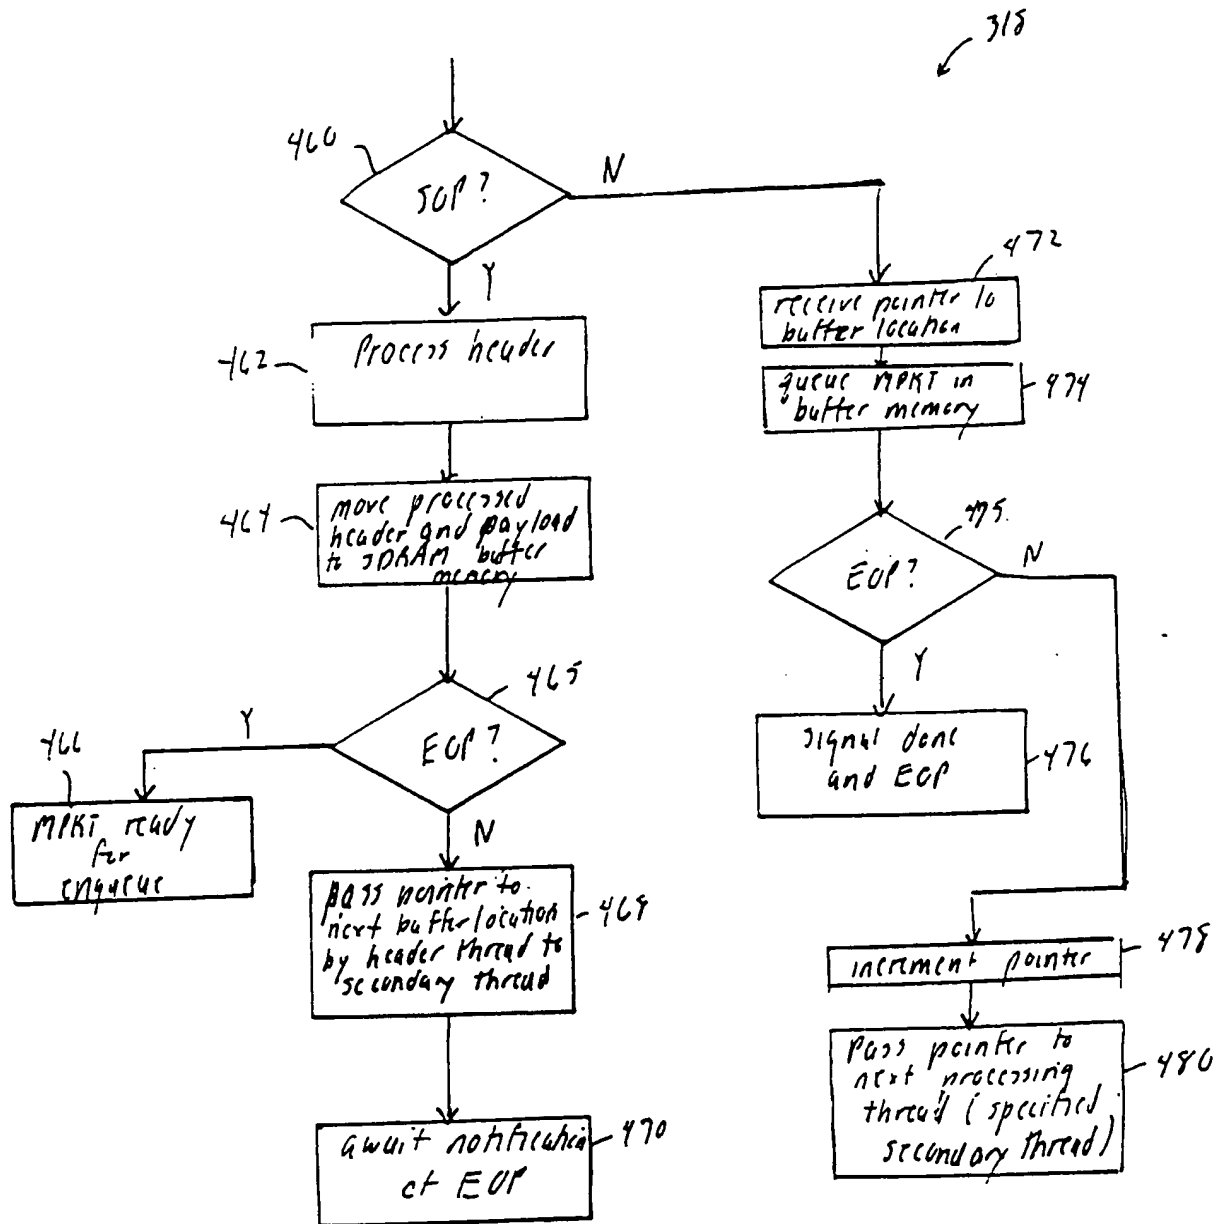 318
460
SOP?
N
Y
462
Process header
472
receive pointer to
buffer location
queue MPKT in
buffer memory
474
464
move processed
header and payload
to SDRAM buffer
memory
475
EOP?
N
Y
465
EOP?
Y
N
466
MPKT ready
for
enqueue
signal done
and EOP
476
pass pointer to
next buffer location
by header thread to
secondary thread
468
increment pointer
478
Pass pointer to
next processing
thread (specified
secondary thread)
480
await notification
of EOP
470